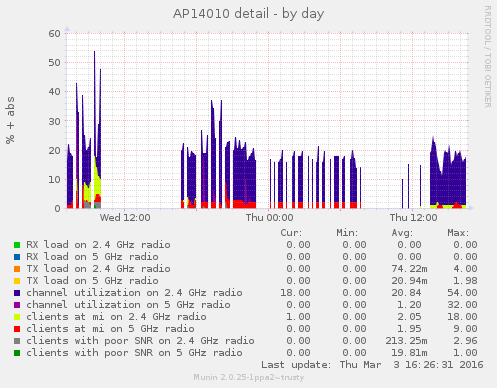 AP14010 detail - by day
RRDTOOL / TOBI OETIKER
% + abs
60
50
40
30
20
10
0
Wed 12:00 Thu 00:00 Thu 12:00
Cur: Min: Avg: Max:
RX load on 2.4 GHz radio 0.00 0.00 0.00 0.00
RX load on 5 GHz radio 0.00 0.00 0.00 0.00
TX load on 2.4 GHz radio 0.00 0.00 74.22m 4.00
TX load on 5 GHz radio 0.00 0.00 20.94m 1.98
channel utilization on 2.4 GHz radio 18.00 0.00 20.84 54.00
channel utilization on 5 GHz radio 0.00 0.00 1.20 32.00
clients at mi on 2.4 GHz radio 1.00 0.00 2.05 18.00
clients at mi on 5 GHz radio 0.00 0.00 1.95 9.00
clients with poor SNR on 2.4 GHz radio 0.00 0.00 213.25m 2.96
clients with poor SNR on 5 GHz radio 0.00 0.00 19.81m 1.00
Last update: Thu Mar 3 16:26:31 2016
Munin 2.0.25-1ppa2~trusty